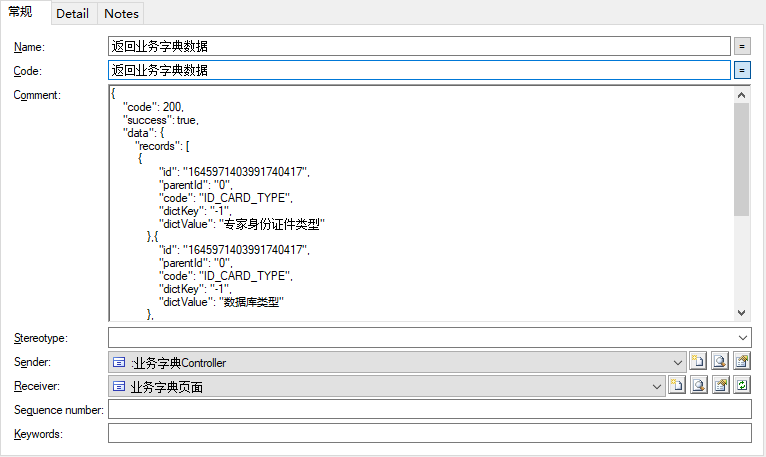 常规 Detail Notes
Name: 返回业务字典数据 =
Code: 返回业务字典数据 =
Comment: {
"code": 200,
"success": true,
"data": {
"records": [
{
"id": "1645971403991740417",
"parentId": "0",
"code": "ID_CARD_TYPE",
"dictKey": "-1",
"dictValue": "专家身份证件类型"
},{
"id": "1645971403991740417",
"parentId": "0",
"code": "ID_CARD_TYPE",
"dictKey": "-1",
"dictValue": "数据库类型"
},
Stereotype:
Sender: :业务字典Controller
Receiver: 业务字典页面
Sequence number:
Keywords: